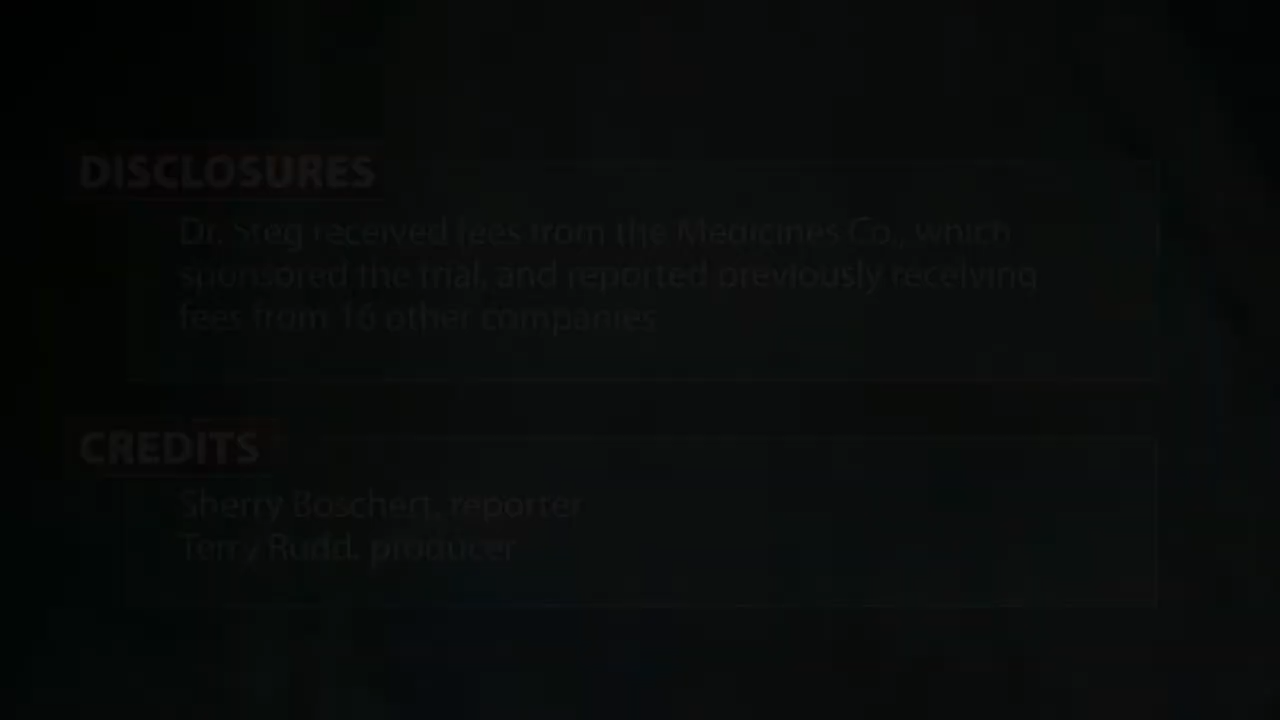 DISCLOSURES
Dr. Steg received fees from the Medicines Co., which
sponsored the trial, and reported previously receiving
fees from 16 other companies
CREDITS
Sherry Boschert, reporter
Terry Rudd, producer